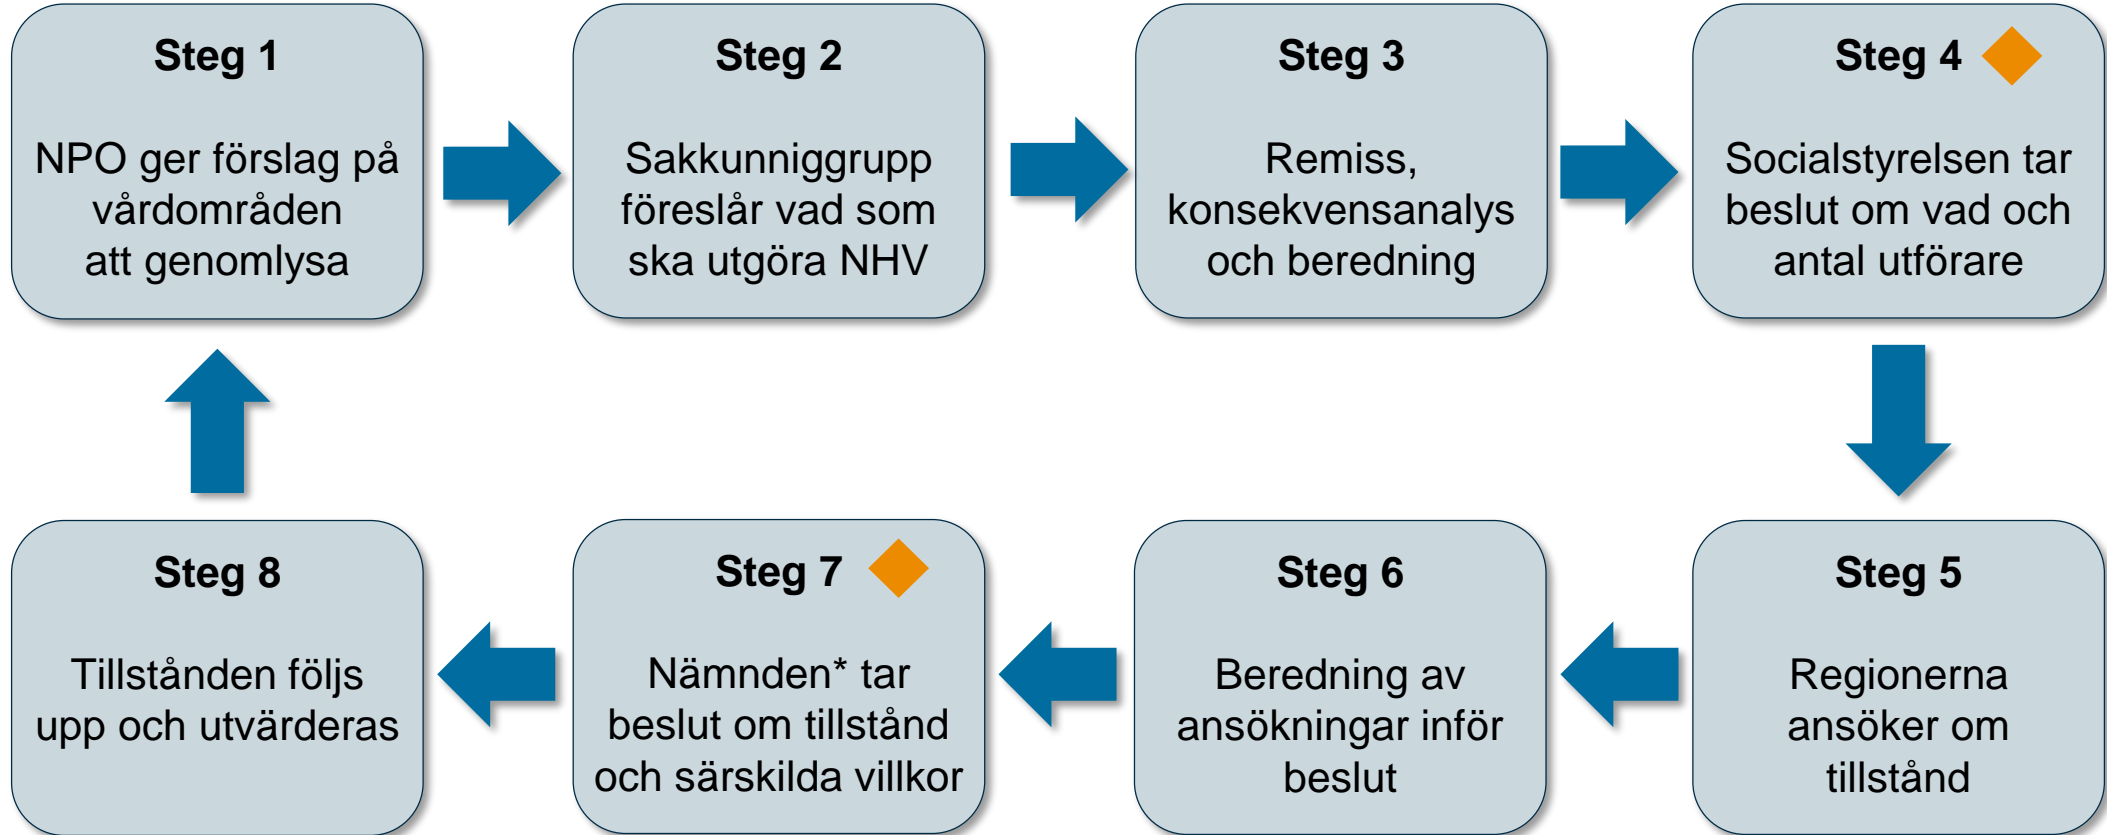 Steg 1
NPO ger förslag på
vårdområden
att genomlysa
Steg 2
Sakkunniggrupp
föreslår vad som
ska utgöra NHV
Steg 3
Remiss,
konsekvensanalys
och beredning
Steg 4
Socialstyrelsen tar
beslut om vad och
antal utförare
Steg 5
Regionerna
ansöker om
tillstånd
Steg 6
Beredning av
ansökningar inför
beslut
Steg 7
Nämnden* tar
beslut om tillstånd
och särskilda villkor
Steg 8
Tillstånden följs
upp och utvärderas